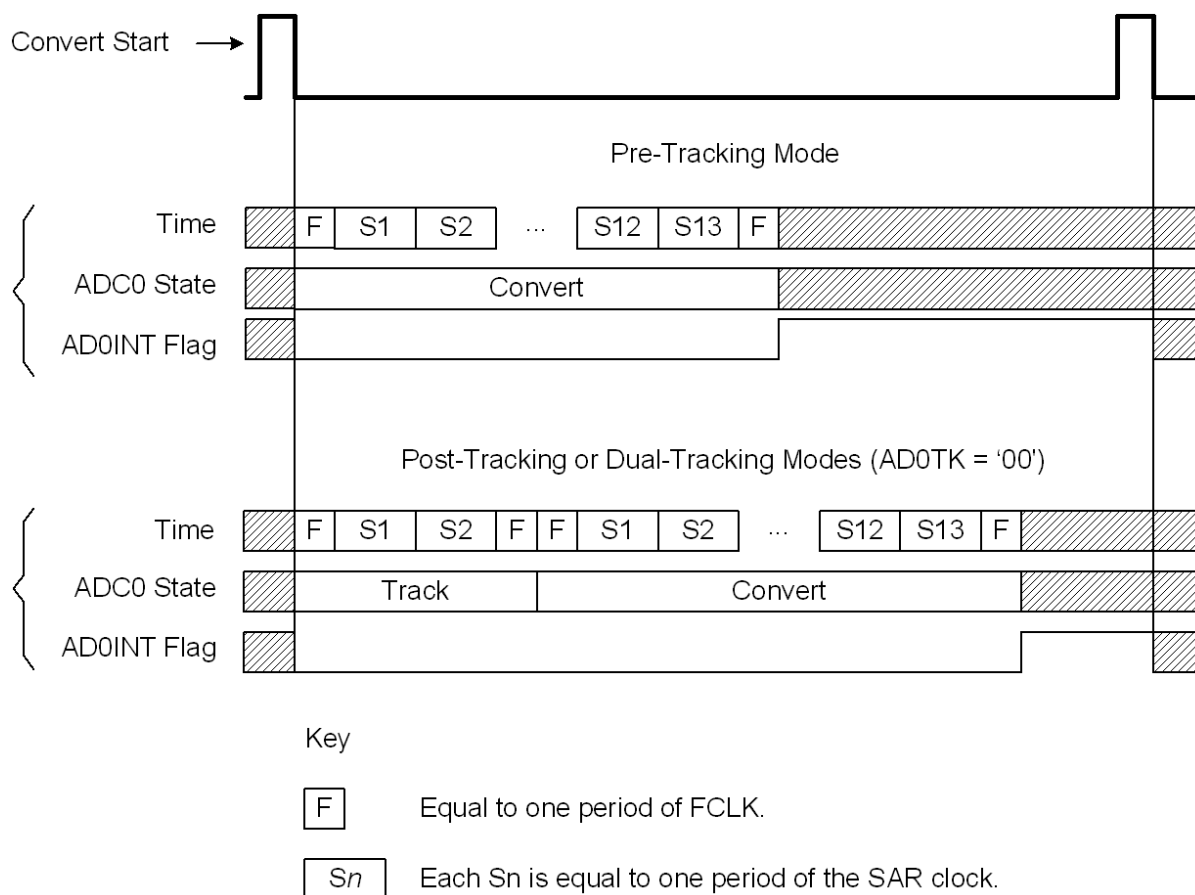 Convert Start
Pre-Tracking Mode
Time F S1 S2 ... S12 S13 F
ADC0 State Convert
AD0INT Flag
Post-Tracking or Dual-Tracking Modes (AD0TK = ‘00’)
Time F S1 S2 F F S1 S2 ... S12 S13 F
ADC0 State Track Convert
AD0INT Flag
Key
F Equal to one period of FCLK.
Sn Each Sn is equal to one period of the SAR clock.